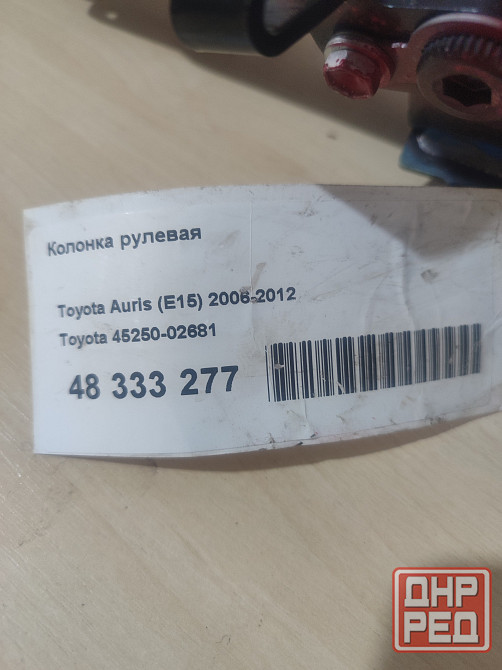 Колонка рулевая
Toyota Auris (E15) 2006-2012
Toyota 45250-02681
48 333 277
ДНР
РЕД